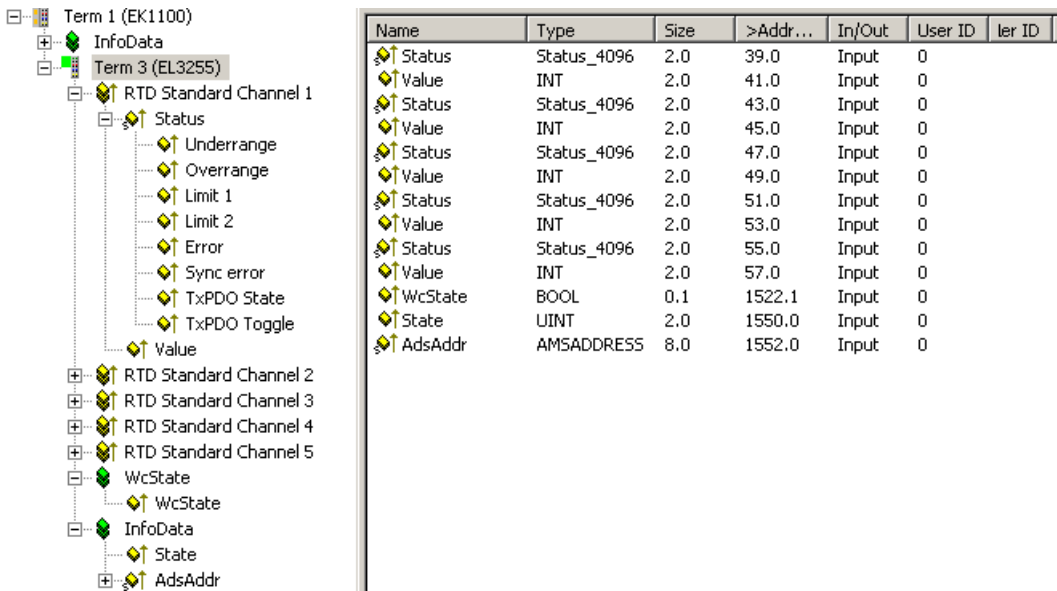 Term 1 (EK1100)
InfoData
Term 3 (EL3255)
RTD Standard Channel 1
Status
Underrange
Overrange
Limit 1
Limit 2
Error
Sync error
TxPDO State
TxPDO Toggle
Value
RTD Standard Channel 2
RTD Standard Channel 3
RTD Standard Channel 4
RTD Standard Channel 5
WcState
WcState
InfoData
State
AdsAddr
Name Type Size >Addr... In/Out User ID ler ID
Status Status_4096 2.0 39.0 Input 0
Value INT 2.0 41.0 Input 0
Status Status_4096 2.0 43.0 Input 0
Value INT 2.0 45.0 Input 0
Status Status_4096 2.0 47.0 Input 0
Value INT 2.0 49.0 Input 0
Status Status_4096 2.0 51.0 Input 0
Value INT 2.0 53.0 Input 0
Status Status_4096 2.0 55.0 Input 0
Value INT 2.0 57.0 Input 0
WcState BOOL 0.1 1522.1 Input 0
State UINT 2.0 1550.0 Input 0
AdsAddr AMSADDRESS 8.0 1552.0 Input 0